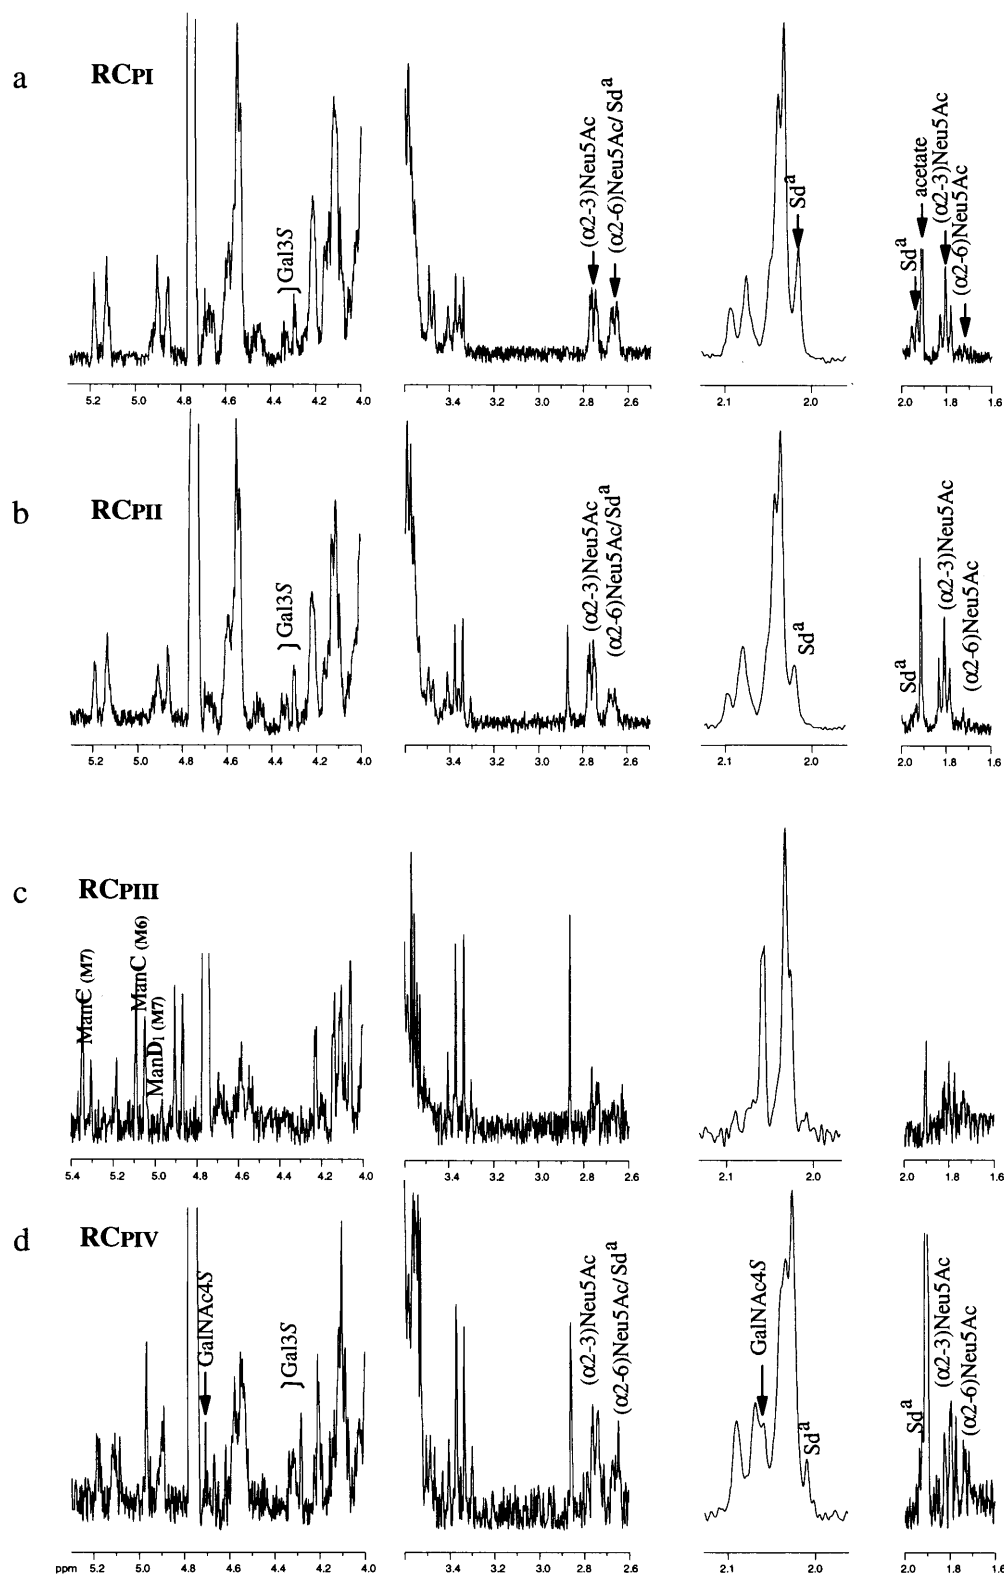 a
RCPI
Gal3S
(α2-3)Neu5Ac
(α2-6)Neu5Ac/Sdᵃ
Sdᵃ
Sdᵃ
acetate
(α2-3)Neu5Ac
(α2-6)Neu5Ac
5.2 5.0 4.8 4.6 4.4 4.2 4.0
3.4 3.2 3.0 2.8 2.6
2.1 2.0
2.0 1.8 1.6
b
RCPII
Gal3S
(α2-3)Neu5Ac
(α2-6)Neu5Ac/Sdᵃ
Sdᵃ
Sdᵃ
(α2-3)Neu5Ac
(α2-6)Neu5Ac
5.2 5.0 4.8 4.6 4.4 4.2 4.0
3.4 3.2 3.0 2.8 2.6
2.1 2.0
2.0 1.8 1.6
c
RCPIII
ManC (M7)
ManC (M6)
ManD₁ (M7)
5.4 5.2 5.0 4.8 4.6 4.4 4.2 4.0
3.4 3.2 3.0 2.8 2.6
2.1 2.0
2.0 1.8 1.6
d
RCPIV
GalNAc4S
Gal3S
(α2-3)Neu5Ac
(α2-6)Neu5Ac/Sdᵃ
GalNAc4S
Sdᵃ
Sdᵃ
(α2-3)Neu5Ac
(α2-6)Neu5Ac
ppm 5.2 5.0 4.8 4.6 4.4 4.2 4.0
3.4 3.2 3.0 2.8 2.6
2.1 2.0
2.0 1.8 1.6